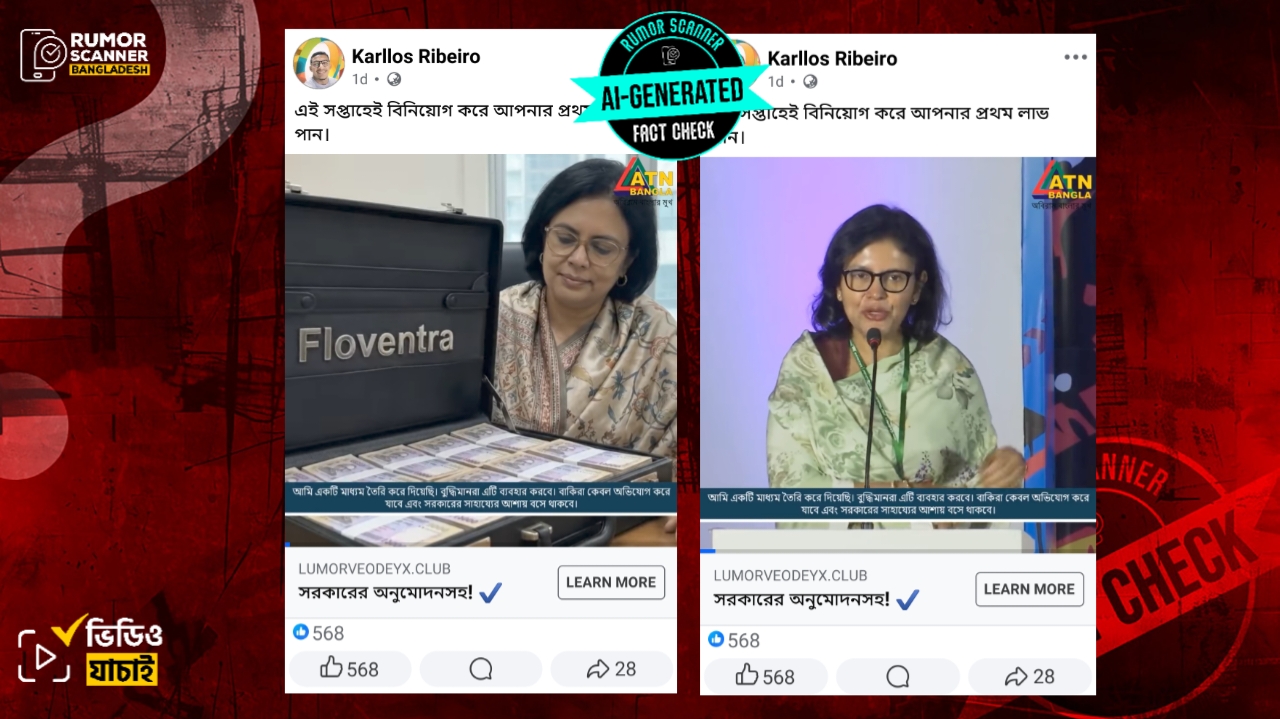 RUMOR
SCANNER
BANGLADESH
Karllos Ribeiro
1d
এই সপ্তাহেই বিনিয়োগ করে আপনার
পান।
ATN
BANGLA
Floventra
আমি একটি মাধ্যম তৈরি করে দিয়েছি। বুদ্ধিমানরা এটি ব্যবহার করবে। বাকিরা কেবল অভিযোগ করে
যাবে এবং সরকারের সাহায্যের আশায় বসে থাকবে।
LUMORVEODEYX.CLUB
সরকারের অনুমোদনসহ!
LEARN MORE
568
568
28
RUMOR SCANNER
AI-GENERATED
FACT CHECK
Karllos Ribeiro
1d
সপ্তাহেই বিনিয়োগ করে আপনার প্রথম লাভ
ATN
BANGLA
আমি একটি মাধ্যম তৈরি করে দিয়েছি। বুদ্ধিমানরা এটি ব্যবহার করবে। বাকিরা কেবল অভিযোগ করে
যাবে এবং সরকারের সাহায্যের আশায় বসে থাকবে।
LUMORVEODEYX.CLUB
সরকারের অনুমোদনসহ!
LEARN MORE
568
568
28
ভিডিও
যাচাই
CHECK